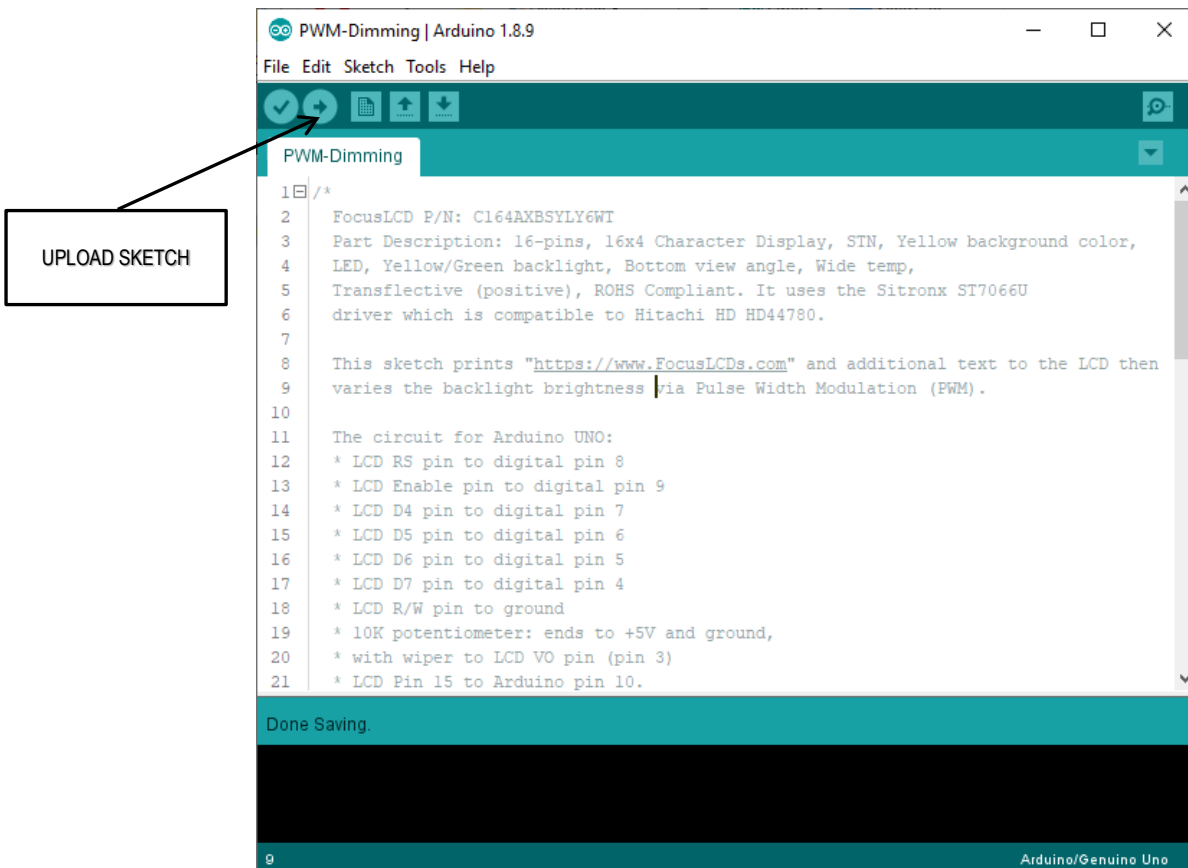 PWM-Dimming | Arduino 1.8.9
File Edit Sketch Tools Help
PWM-Dimming
UPLOAD SKETCH
1 /*
2 FocusLCD P/N: C164AXBSYLY6WT
3 Part Description: 16-pins, 16x4 Character Display, STN, Yellow background color,
4 LED, Yellow/Green backlight, Bottom view angle, Wide temp,
5 Transflective (positive), ROHS Compliant. It uses the Sitronx ST7066U
6 driver which is compatible to Hitachi HD HD44780.
7
8 This sketch prints "https://www.FocusLCDs.com" and additional text to the LCD then
9 varies the backlight brightness via Pulse Width Modulation (PWM).
10
11 The circuit for Arduino UNO:
12 * LCD RS pin to digital pin 8
13 * LCD Enable pin to digital pin 9
14 * LCD D4 pin to digital pin 7
15 * LCD D5 pin to digital pin 6
16 * LCD D6 pin to digital pin 5
17 * LCD D7 pin to digital pin 4
18 * LCD R/W pin to ground
19 * 10K potentiometer: ends to +5V and ground,
20 * with wiper to LCD VO pin (pin 3)
21 * LCD Pin 15 to Arduino pin 10.
Done Saving.
9 Arduino/Genuino Uno